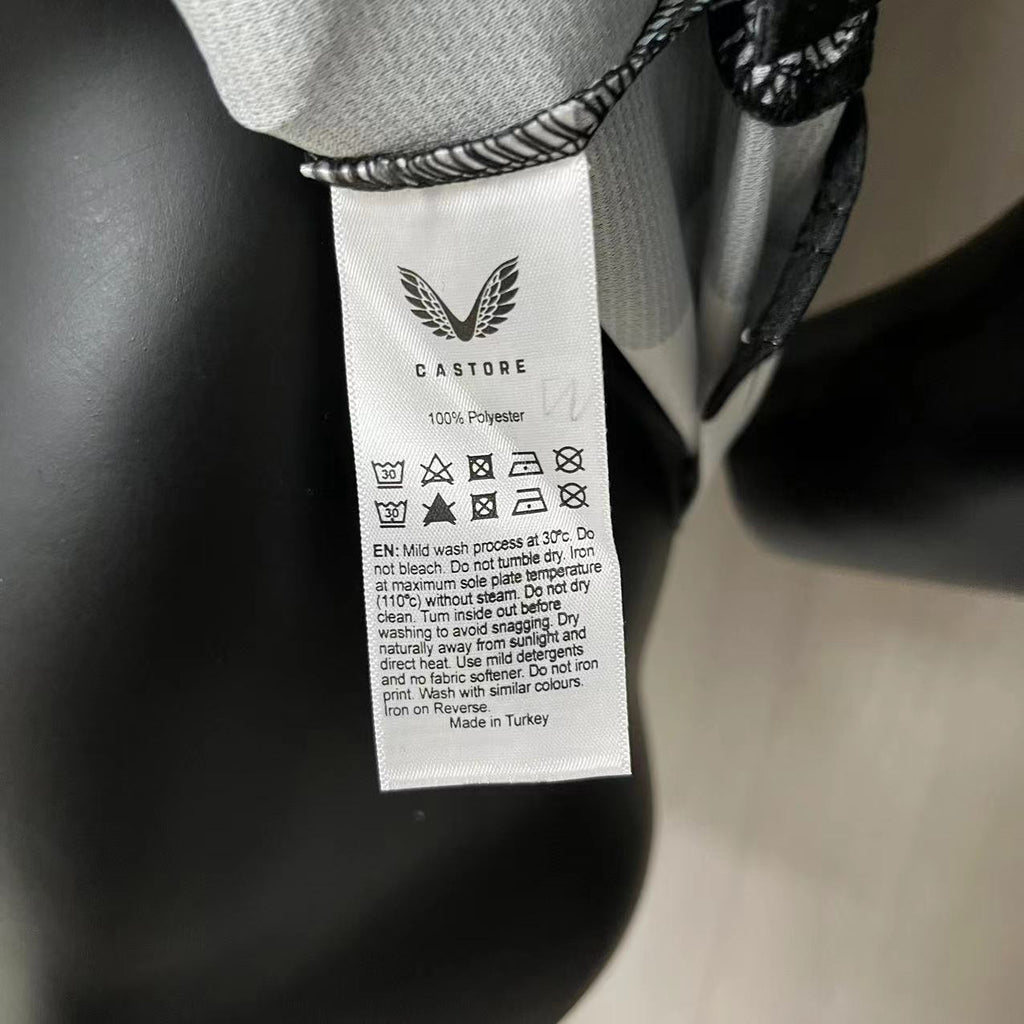 CASTORE
100% Polyester
30
30
EN: Mild wash process at 30°c. Do
not bleach. Do not tumble dry. Iron
at maximum sole plate temperature
(110°c) without steam. Do not dry
clean. Turn inside out before
washing to avoid snagging. Dry
naturally away from sunlight and
direct heat. Use mild detergents
and no fabric softener. Do not iron
print. Wash with similar colours.
Iron on Reverse.
Made in Turkey